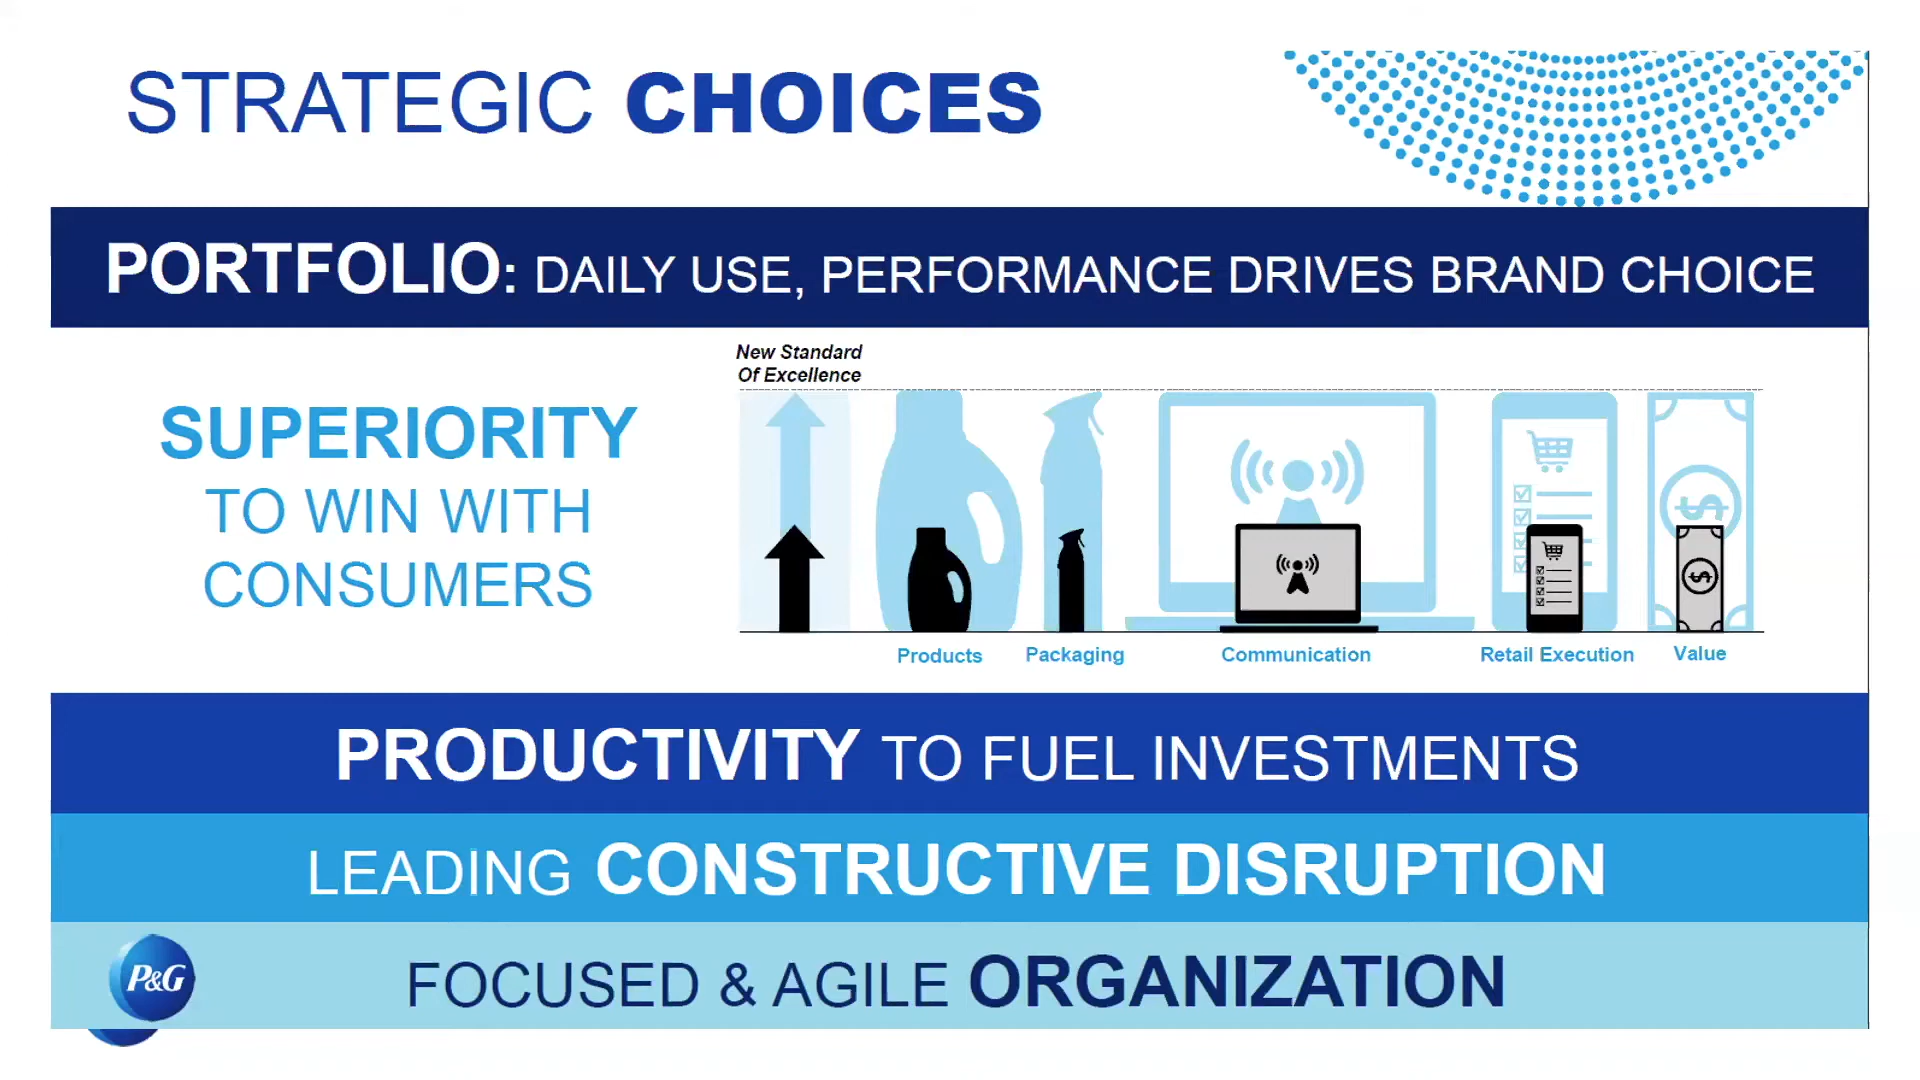 STRATEGIC CHOICES
PORTFOLIO: DAILY USE, PERFORMANCE DRIVES BRAND CHOICE
SUPERIORITY
TO WIN WITH
CONSUMERS
New Standard
Of Excellence
$
$
Products
Packaging
Communication
Retail Execution
Value
PRODUCTIVITY TO FUEL INVESTMENTS
LEADING CONSTRUCTIVE DISRUPTION
P&G
FOCUSED & AGILE ORGANIZATION